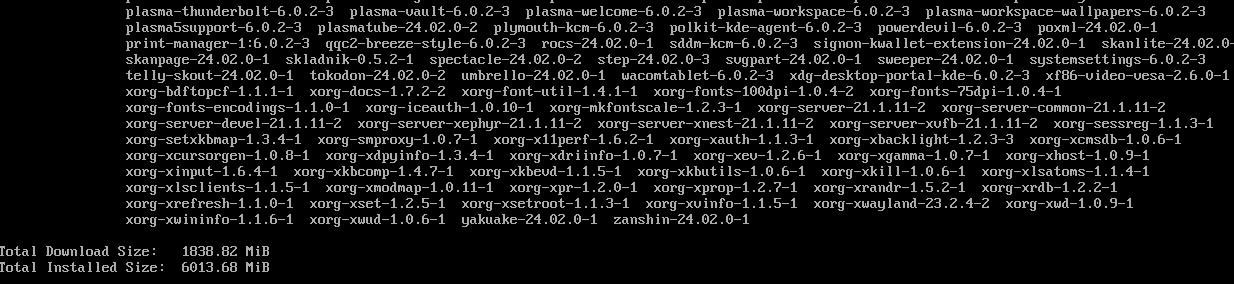 plasma-thunderbolt-6.0.2-3 plasma-vault-6.0.2-3 plasma-welcome-6.0.2-3 plasma-workspace-6.0.2-3 plasma-workspace-wallpapers-6.0.2-3
plasma5support-6.0.2-3 plasmatube-24.02.0-2 plymouth-kcm-6.0.2-3 polkit-kde-agent-6.0.2-3 powerdevil-6.0.2-3 poxml-24.02.0-1
print-manager-1:6.0.2-3 qqc2-breeze-style-6.0.2-3 rocs-24.02.0-1 sddm-kcm-6.0.2-3 signon-kwallet-extension-24.02.0-1 skanlite-24.02.0-
skanpage-24.02.0-1 skladnik-0.5.2-1 spectacle-24.02.0-2 step-24.02.0-3 svgpart-24.02.0-1 sweeper-24.02.0-1 systemsettings-6.0.2-3
telly-skout-24.02.0-1 tokodon-24.02.0-2 umbrello-24.02.0-1 wacomtablet-6.0.2-3 xdg-desktop-portal-kde-6.0.2-3 xf86-video-vesa-2.6.0-1
xorg-bdftopcf-1.1.1-1 xorg-docs-1.7.2-2 xorg-font-util-1.4.1-1 xorg-fonts-100dpi-1.0.4-2 xorg-fonts-75dpi-1.0.4-1
xorg-fonts-encodings-1.1.0-1 xorg-iceauth-1.0.10-1 xorg-mkfontscale-1.2.3-1 xorg-server-21.1.11-2 xorg-server-common-21.1.11-2
xorg-server-devel-21.1.11-2 xorg-server-xephyr-21.1.11-2 xorg-server-xnest-21.1.11-2 xorg-server-xvfb-21.1.11-2 xorg-sessreg-1.1.3-1
xorg-setxkbmap-1.3.4-1 xorg-smproxy-1.0.7-1 xorg-x11perf-1.6.2-1 xorg-xauth-1.1.3-1 xorg-xbacklight-1.2.3-3 xorg-xcmsdb-1.0.6-1
xorg-xcursorgen-1.0.8-1 xorg-xdpyinfo-1.3.4-1 xorg-xdriinfo-1.0.7-1 xorg-xev-1.2.6-1 xorg-xgamma-1.0.7-1 xorg-xhost-1.0.9-1
xorg-xinput-1.6.4-1 xorg-xkbcomp-1.4.7-1 xorg-xkbevd-1.1.5-1 xorg-xkbutils-1.0.6-1 xorg-xkill-1.0.6-1 xorg-xlsatoms-1.1.4-1
xorg-xlsclients-1.1.5-1 xorg-xmodmap-1.0.11-1 xorg-xpr-1.2.0-1 xorg-xprop-1.2.7-1 xorg-xrandr-1.5.2-1 xorg-xrdb-1.2.2-1
xorg-xrefresh-1.1.0-1 xorg-xset-1.2.5-1 xorg-xsetroot-1.1.3-1 xorg-xvinfo-1.1.5-1 xorg-xwayland-23.2.4-2 xorg-xwd-1.0.9-1
xorg-xwininfo-1.1.6-1 xorg-xwud-1.0.6-1 yakuake-24.02.0-1 zanshin-24.02.0-1
Total Download Size: 1838.82 MiB
Total Installed Size: 6013.68 MiB